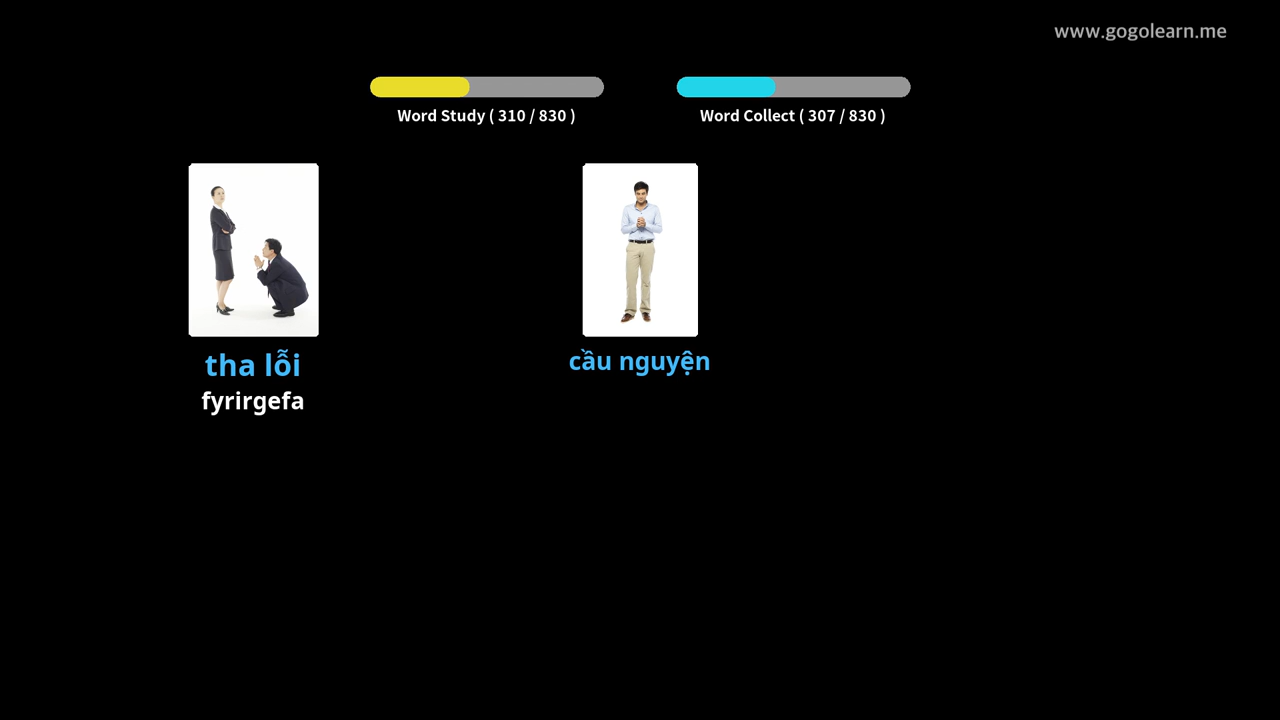 www.gogolearn.me
Word Study ( 310 / 830 )
Word Collect ( 307 / 830 )
tha lỗi
fyrirgefa
cầu nguyện